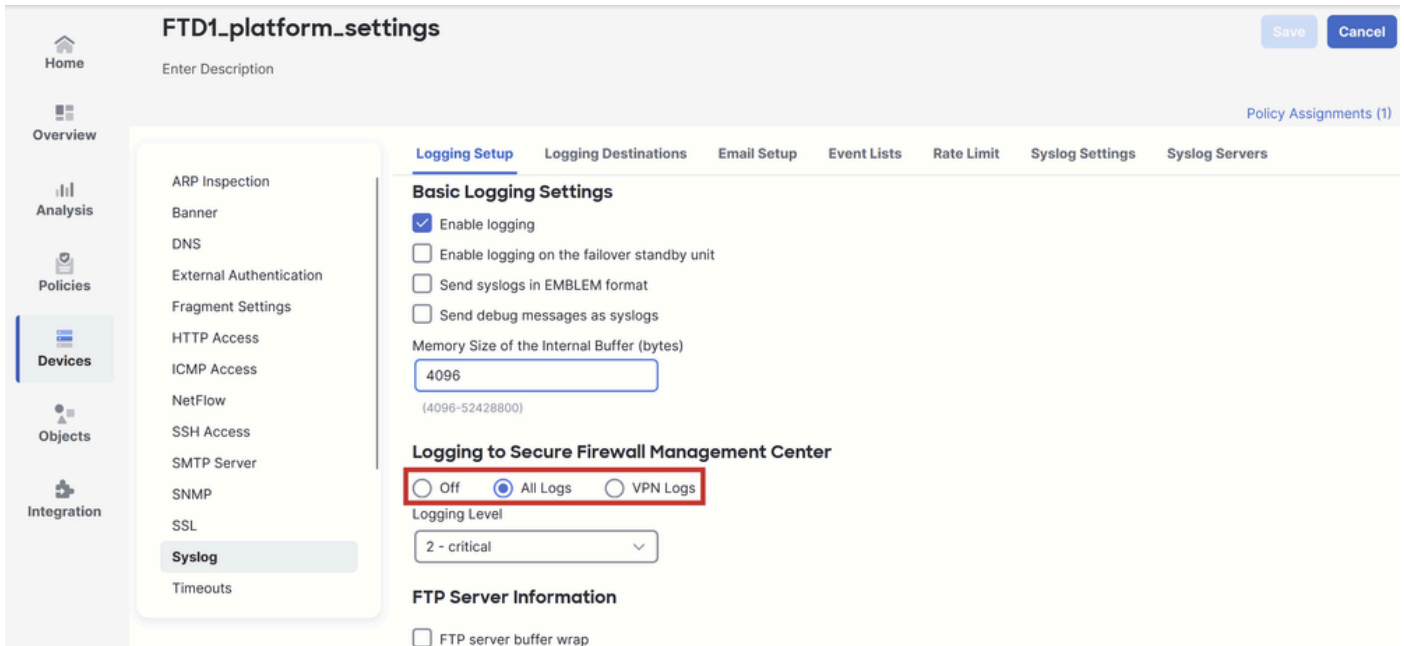 FTD1_platform_settings
Save
Cancel
Enter Description
Policy Assignments (1)
Home
Overview
Analysis
Policies
Devices
Objects
Integration
ARP Inspection
Banner
DNS
External Authentication
Fragment Settings
HTTP Access
ICMP Access
NetFlow
SSH Access
SMTP Server
SNMP
SSL
Syslog
Timeouts
Logging Setup Logging Destinations Email Setup Event Lists Rate Limit Syslog Settings Syslog Servers
Basic Logging Settings
Enable logging
Enable logging on the failover standby unit
Send syslogs in EMBLEM format
Send debug messages as syslogs
Memory Size of the Internal Buffer (bytes)
4096
(4096-52428800)
Logging to Secure Firewall Management Center
Off All Logs VPN Logs
Logging Level
2 - critical
FTP Server Information
FTP server buffer wrap